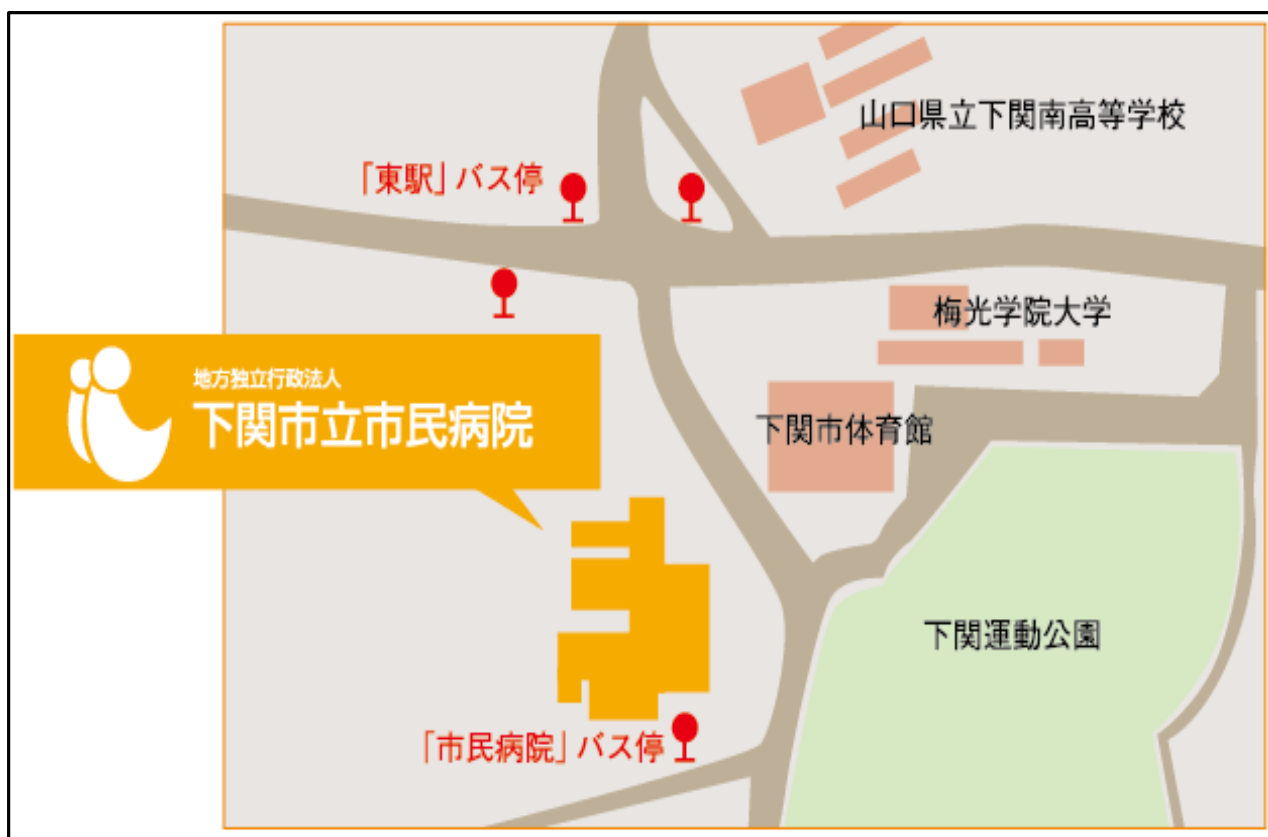 山口県立下関南高等学校
「東駅」バス停
梅光学院大学
地方独立行政法人
下関市立市民病院
下関市体育館
下関運動公園
「市民病院」バス停